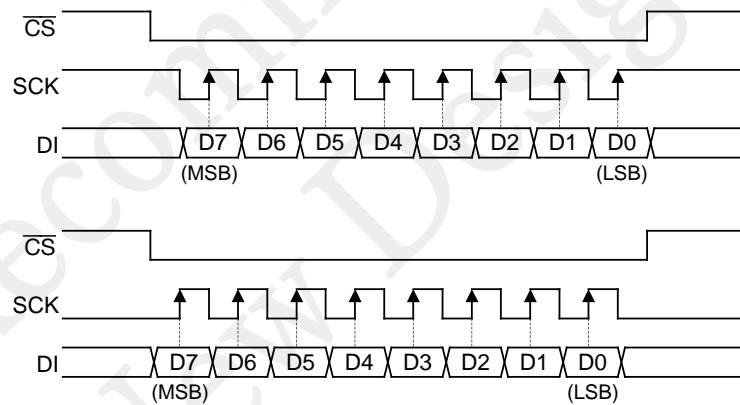 CS
SCK
DI D7 D6 D5 D4 D3 D2 D1 D0
(MSB) (LSB)
CS
SCK
DI D7 D6 D5 D4 D3 D2 D1 D0
(MSB) (LSB)